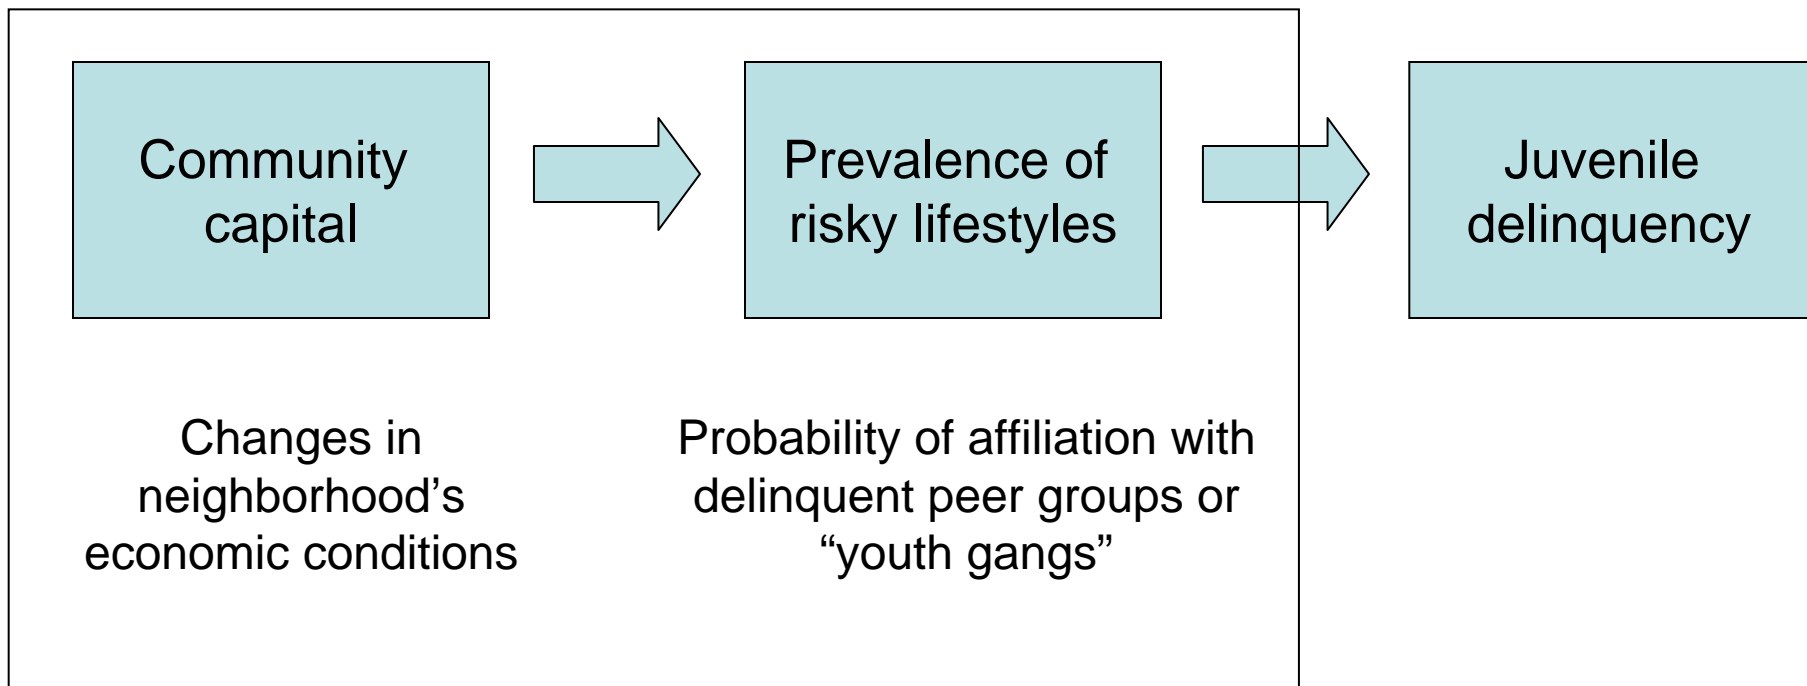 Community
capital
Prevalence of
risky lifestyles
Juvenile
delinquency
Changes in
neighborhood’s
economic conditions
Probability of affiliation with
delinquent peer groups or
“youth gangs”